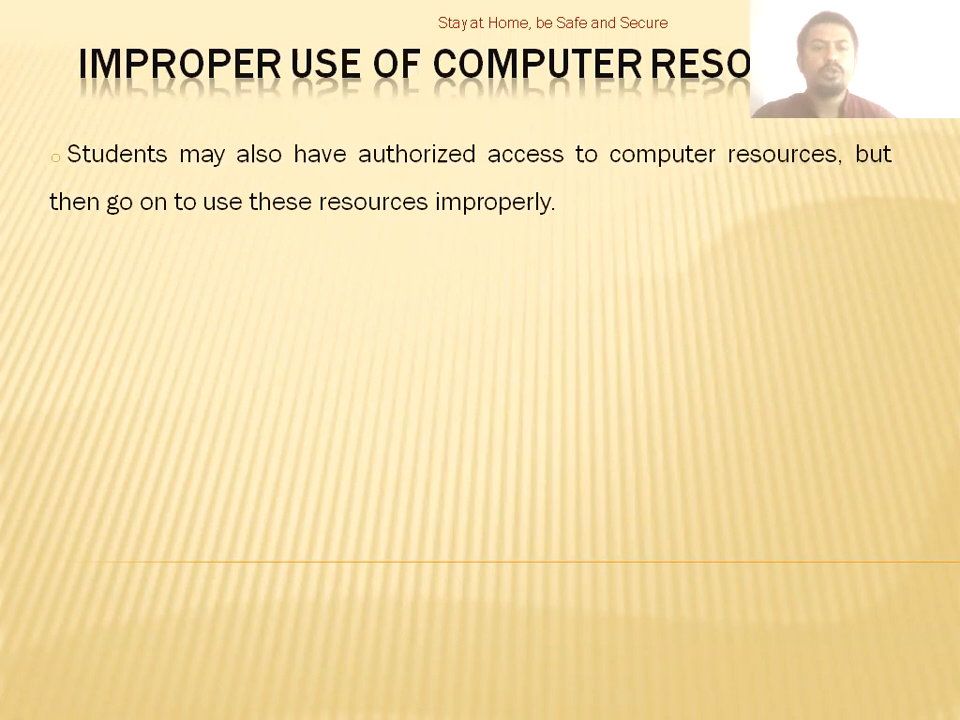 Stay at Home, be Safe and Secure
IMPROPER USE OF COMPUTER RESO
Students may also have authorized access to computer resources, but
then go on to use these resources improperly.